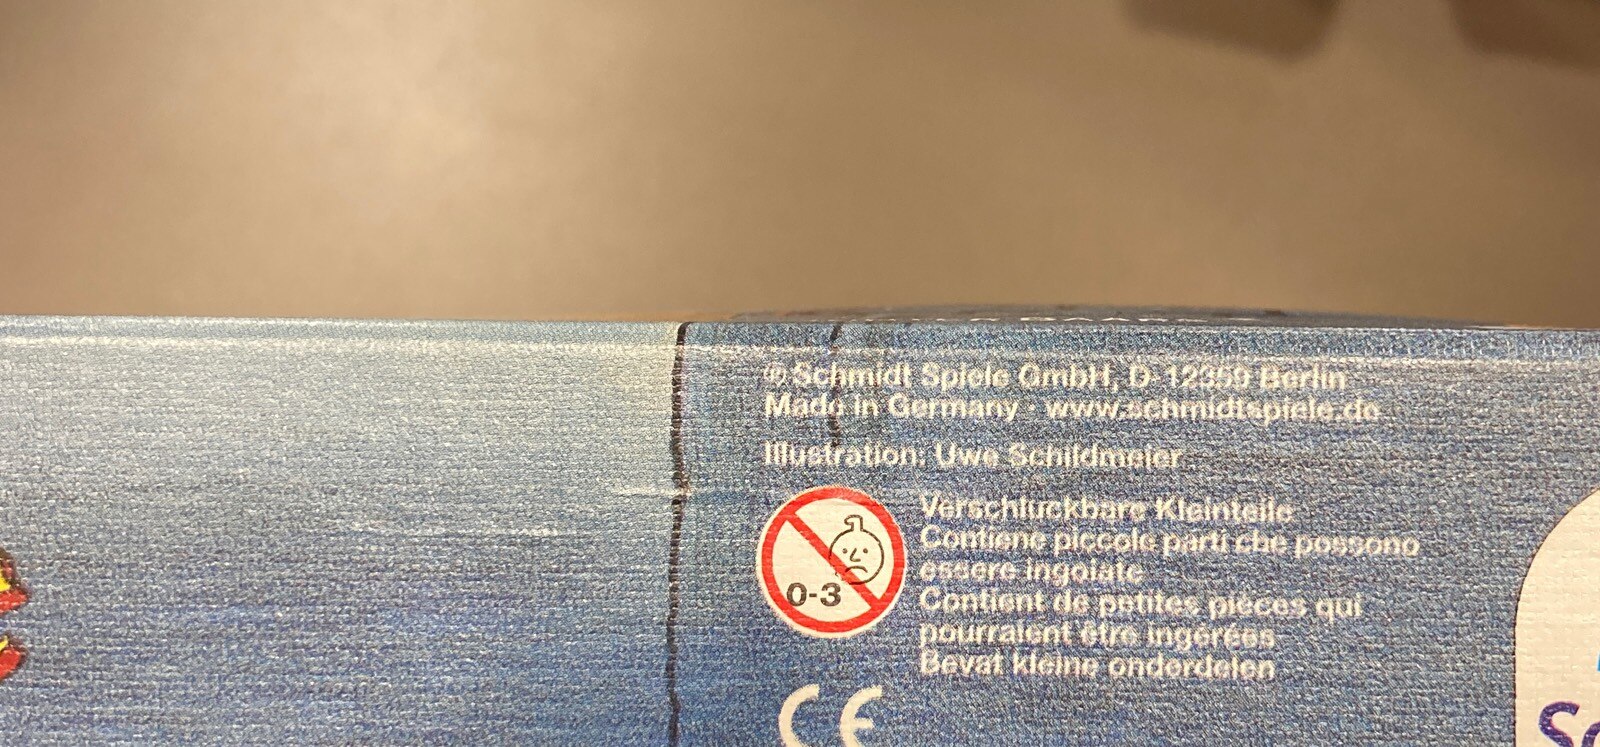 © Schmidt Spiele GmbH, D-12359 Berlin
Made in Germany · www.schmidtspiele.de
Illustration: Uwe Schildmeier
0-3
Verschluckbare Kleinteile
Contiene piccole parti che possono
essere ingoiate
Contient de petites pièces qui
pourraient être ingérées
Bevat kleine onderdelen
CE